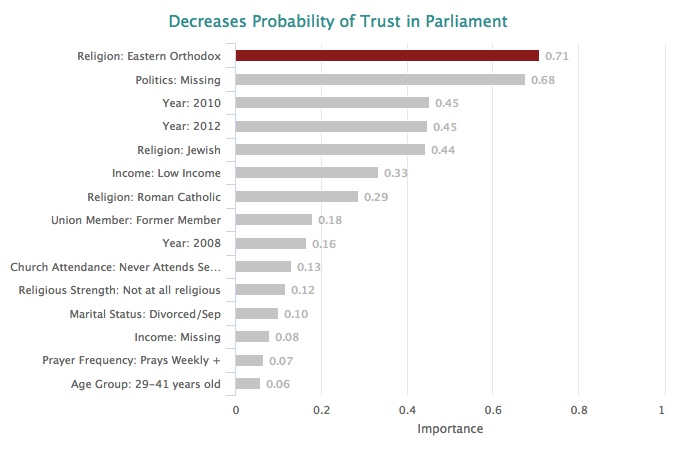 Decreases Probability of Trust in Parliament
Religion: Eastern Orthodox 0.71
Politics: Missing 0.68
Year: 2010 0.45
Year: 2012 0.45
Religion: Jewish 0.44
Income: Low Income 0.33
Religion: Roman Catholic 0.29
Union Member: Former Member 0.18
Year: 2008 0.16
Church Attendance: Never Attends Se... 0.13
Religious Strength: Not at all religious 0.12
Marital Status: Divorced/Sep 0.10
Income: Missing 0.08
Prayer Frequency: Prays Weekly + 0.07
Age Group: 29-41 years old 0.06
0 0.2 0.4 0.6 0.8 1
Importance